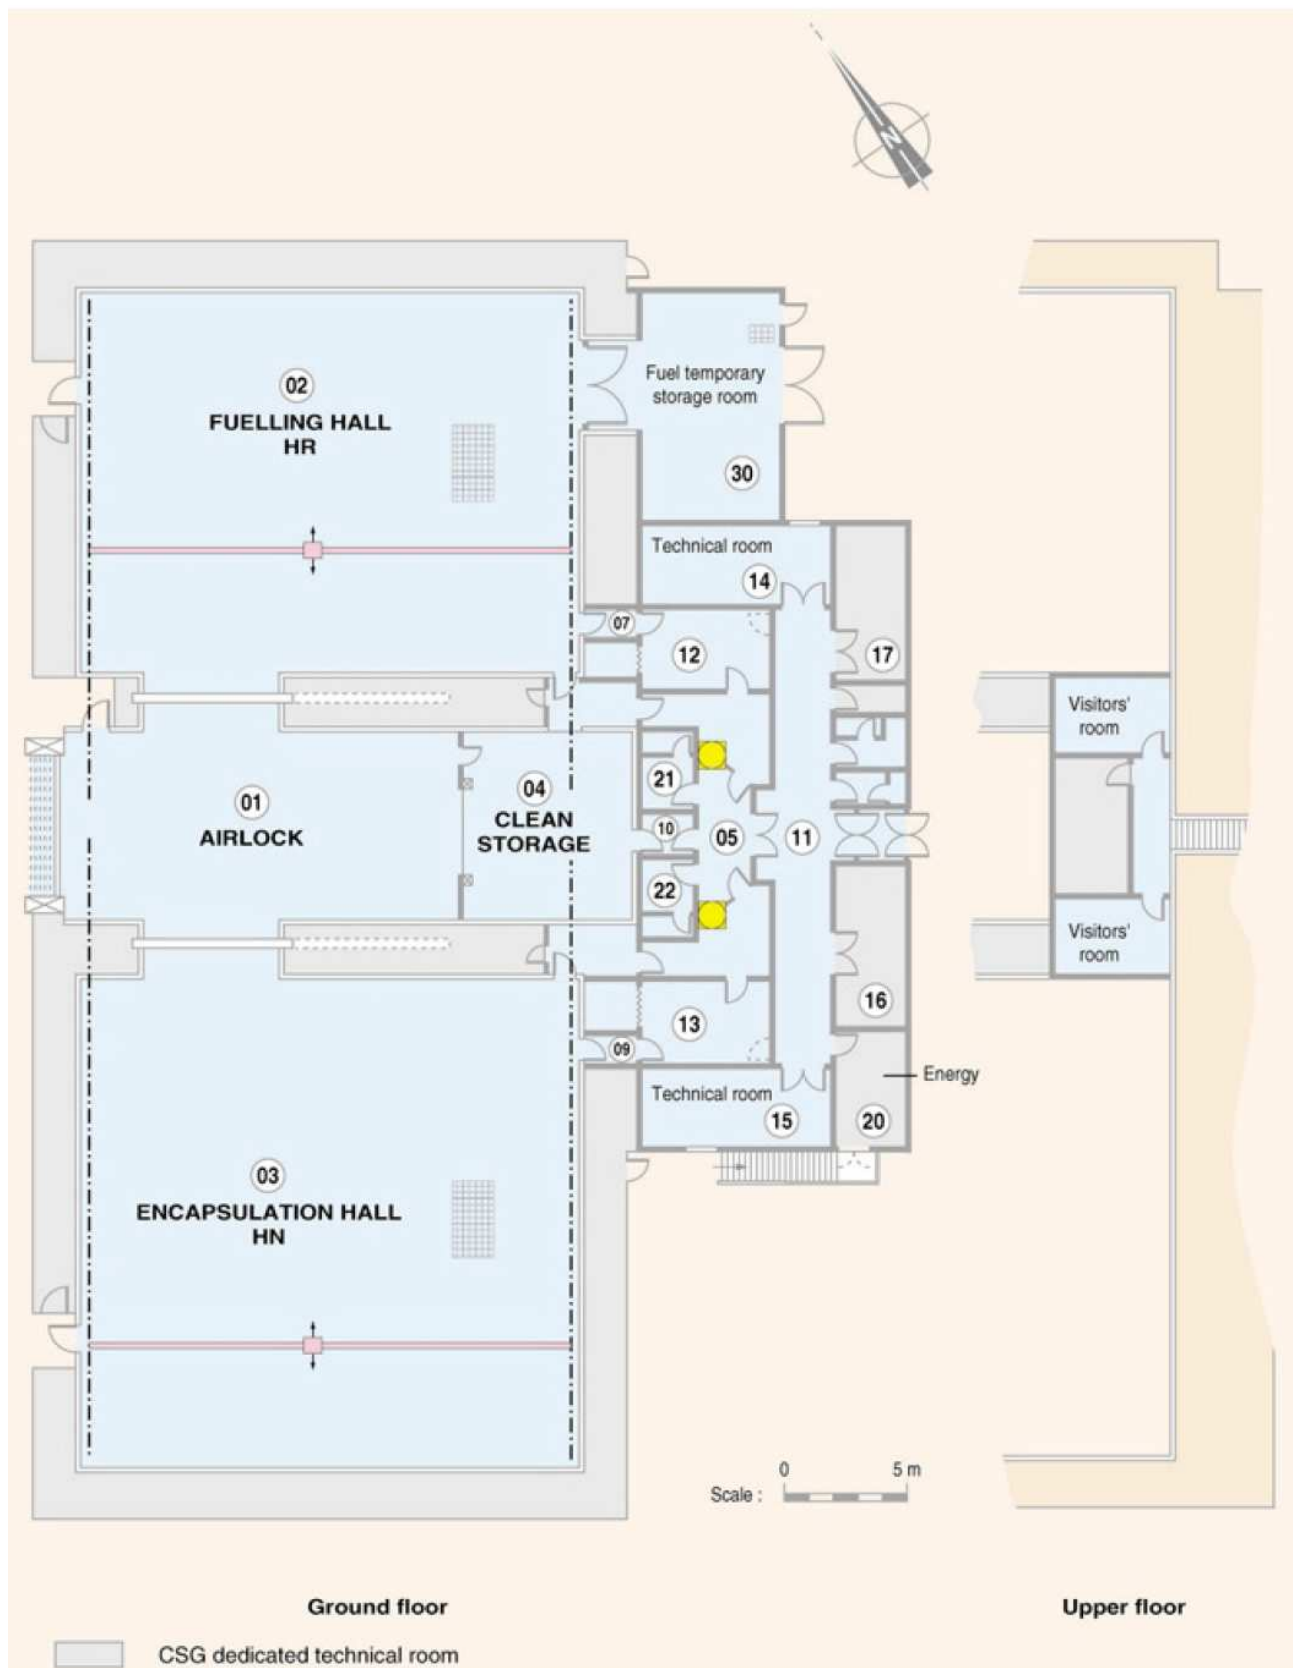 N
02
FUELLING HALL
HR
Fuel temporary
storage room
30
Technical room
14
07
12
17
Visitors'
room
01
AIRLOCK
04
CLEAN
STORAGE
21
10
05
11
22
Visitors'
room
16
13
09
Energy
Technical room
15
20
03
ENCAPSULATION HALL
HN
0
5 m
Scale :
Ground floor
Upper floor
CSG dedicated technical room